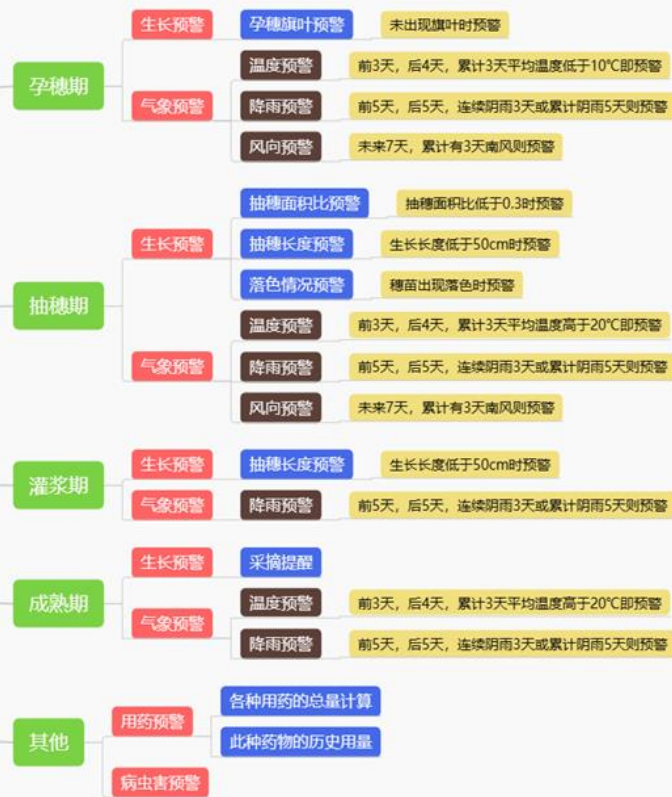 孕穗期
生长预警
孕穗旗叶预警
未出现旗叶时预警
气象预警
温度预警
前3天，后4天，累计3天平均温度低于10℃即预警
降雨预警
前5天，后5天，连续阴雨3天或累计阴雨5天则预警
风向预警
未来7天，累计有3天南风则预警
抽穗期
生长预警
抽穗面积比预警
抽穗面积比低于0.3时预警
抽穗长度预警
生长长度低于50cm时预警
落色情况预警
穗苗出现落色时预警
气象预警
温度预警
前3天，后4天，累计3天平均温度高于20℃即预警
降雨预警
前5天，后5天，连续阴雨3天或累计阴雨5天则预警
风向预警
未来7天，累计有3天南风则预警
灌浆期
生长预警
抽穗长度预警
生长长度低于50cm时预警
气象预警
降雨预警
前5天，后5天，连续阴雨3天或累计阴雨5天则预警
成熟期
生长预警
采摘提醒
气象预警
温度预警
前3天，后4天，累计3天平均温度高于20℃即预警
降雨预警
前5天，后5天，连续阴雨3天或累计阴雨5天则预警
其他
用药预警
各种用药的总量计算
此种药物的历史用量
病虫害预警